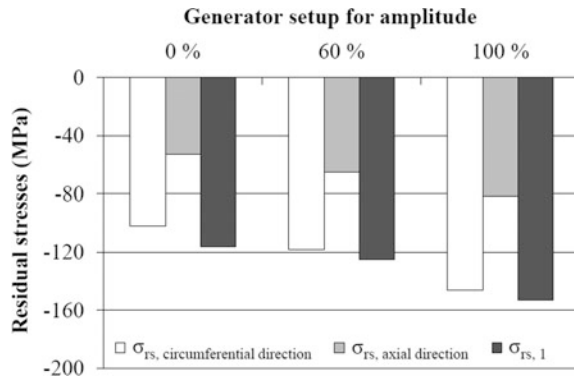 Generator setup for amplitude
0 % 60 % 100 %
0
-40
-80
-120
-160
-200
Residual stresses (MPa)
σrs, circumferential direction σrs, axial direction σrs, 1